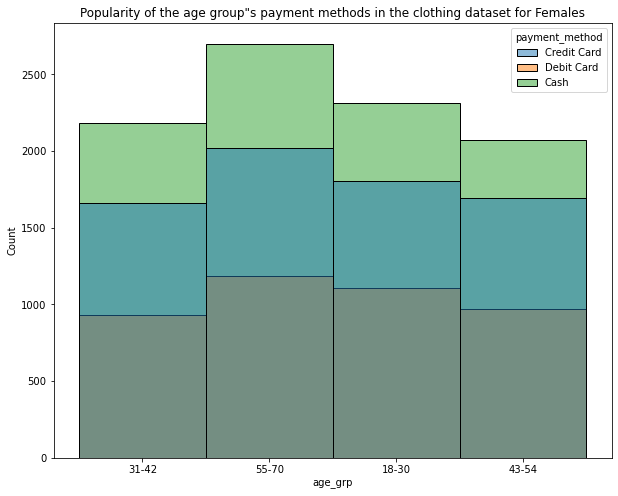 Popularity of the age group"s payment methods in the clothing dataset for Females
payment_method
Credit Card
Debit Card
Cash
2500
2000
1500
1000
500
0
Count
31-42
55-70
18-30
43-54
age_grp